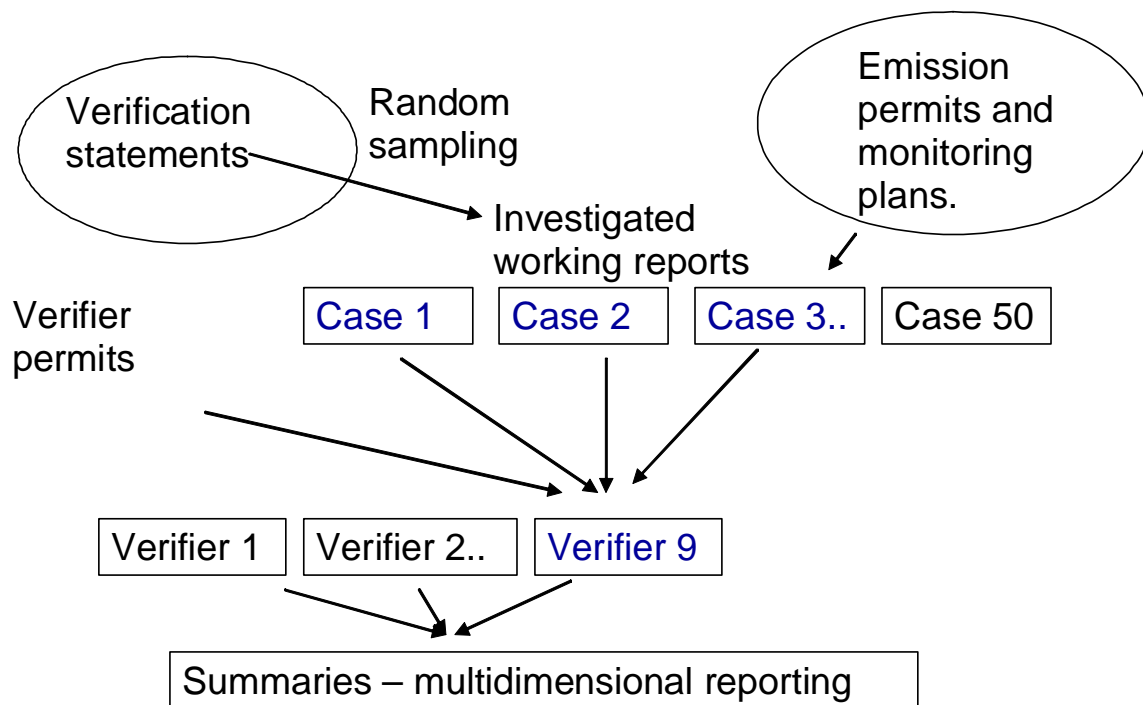 Verification
statements
Random
sampling
Emission
permits and
monitoring
plans.
Investigated
working reports
Verifier
permits
Case 1
Case 2
Case 3..
Case 50
Verifier 1
Verifier 2..
Verifier 9
Summaries – multidimensional reporting